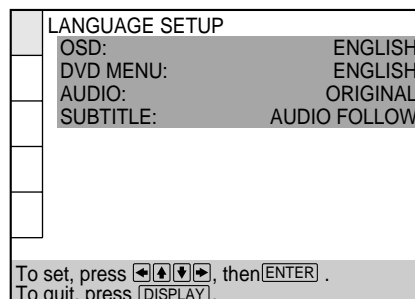 LANGUAGE SETUP
OSD: ENGLISH
DVD MENU: ENGLISH
AUDIO: ORIGINAL
SUBTITLE: AUDIO FOLLOW
To set, press ←↑↓→, then ENTER .
To quit, press DISPLAY.